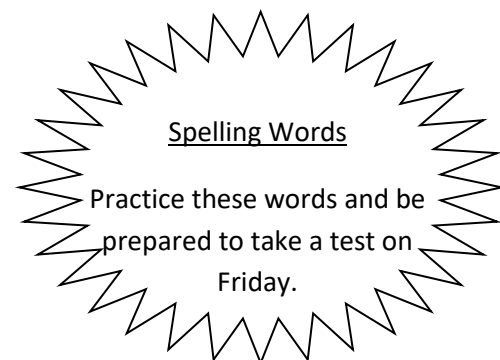 Spelling Words
Practice these words and be
prepared to take a test on
Friday.